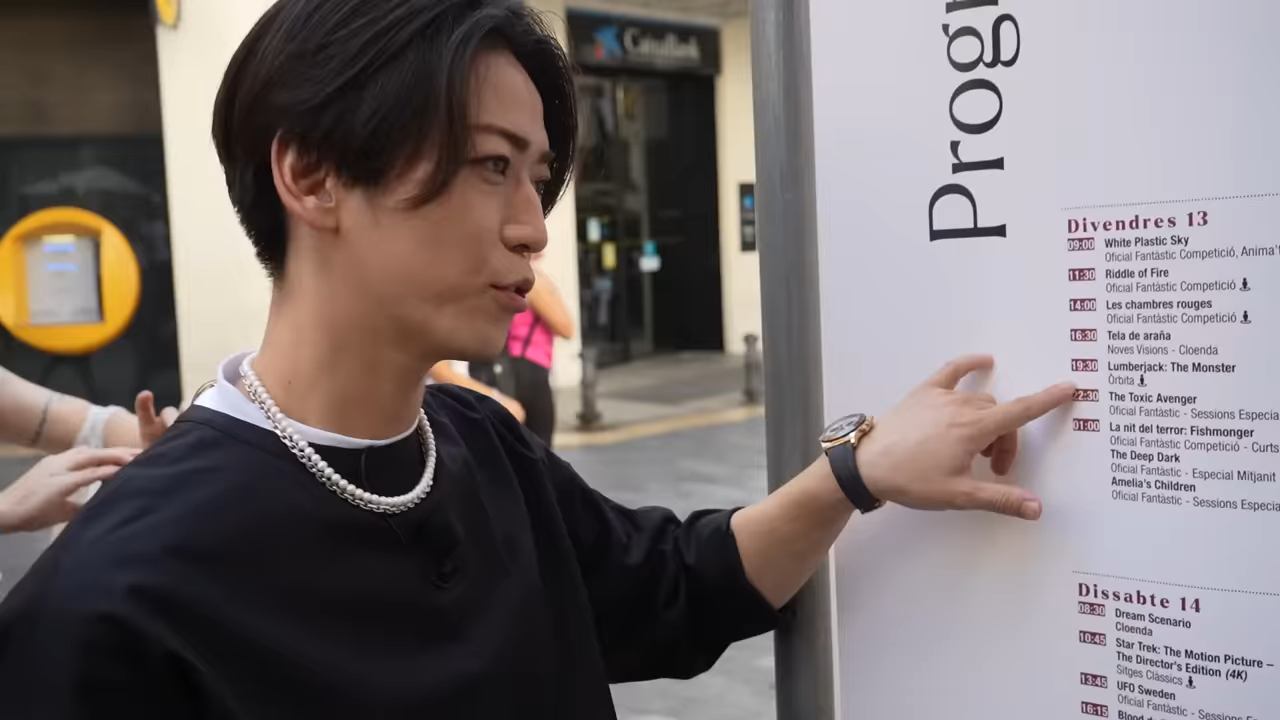 CaixaBank
Progr
Divendres 13
09:00 White Plastic Sky
Oficial Fantàstic Competició, Anima't
11:30 Riddle of Fire
Oficial Fantàstic Competició
14:00 Les chambres rouges
Oficial Fantàstic Competició
16:30 Tela de araña
Noves Visions - Cloenda
19:30 Lumberjack: The Monster
Òrbita
22:30 The Toxic Avenger
Oficial Fantàstic - Sessions Especia
01:00 La nit del terror: Fishmonger
Oficial Fantàstic Competició - Curts
The Deep Dark
Oficial Fantàstic - Especial Mitjanit
Amelia's Children
Oficial Fantàstic - Sessions Especia
Dissabte 14
08:30 Dream Scenario
Cloenda
10:45 Star Trek: The Motion Picture –
The Director's Edition (4K)
Sitges Clàssics
13:45 UFO Sweden
Oficial Fantàstic - Sessions Es
16:15 Blood